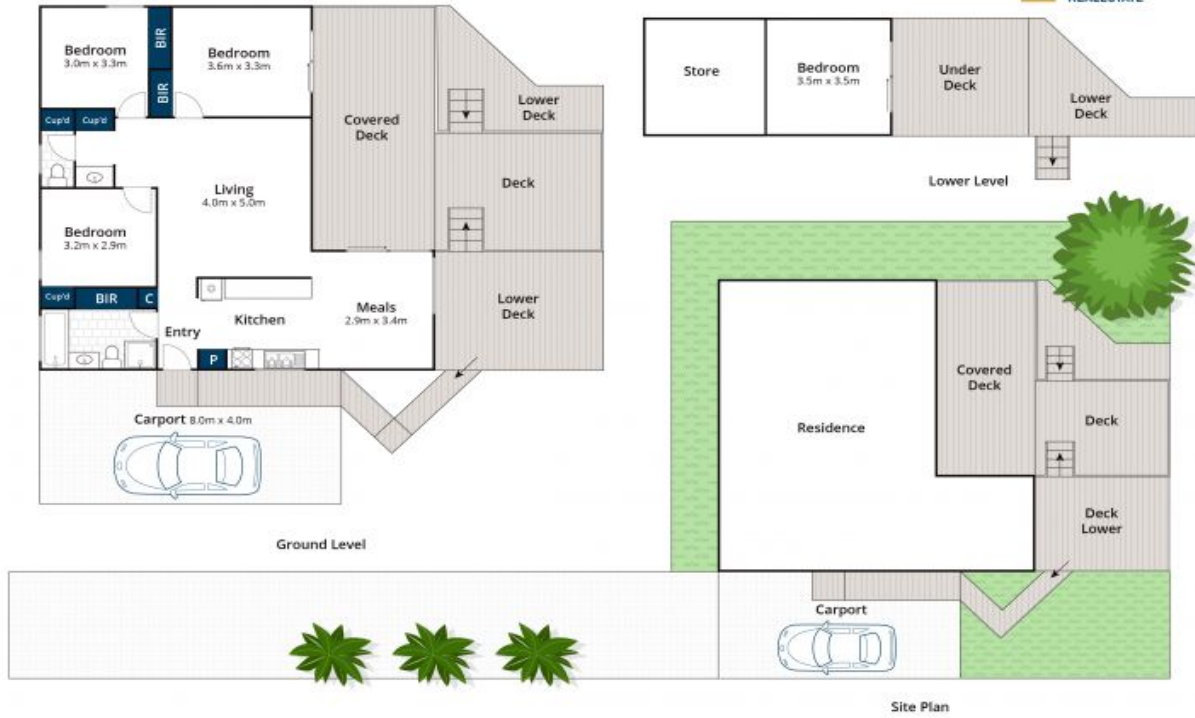 REALESTATE
Bedroom
3.0m x 3.3m
BIR
BIR
Bedroom
3.6m x 3.3m
Cup'd
Cup'd
Covered
Deck
Lower
Deck
Living
4.0m x 5.0m
Deck
Bedroom
3.2m x 2.9m
Cup'd
BIR
C
Entry
Kitchen
Meals
2.9m x 3.4m
Lower
Deck
P
Carport 8.0m x 4.0m
Ground Level
Store
Bedroom
3.5m x 3.5m
Under
Deck
Lower
Deck
Lower Level
Residence
Covered
Deck
Deck
Deck
Lower
Carport
Site Plan